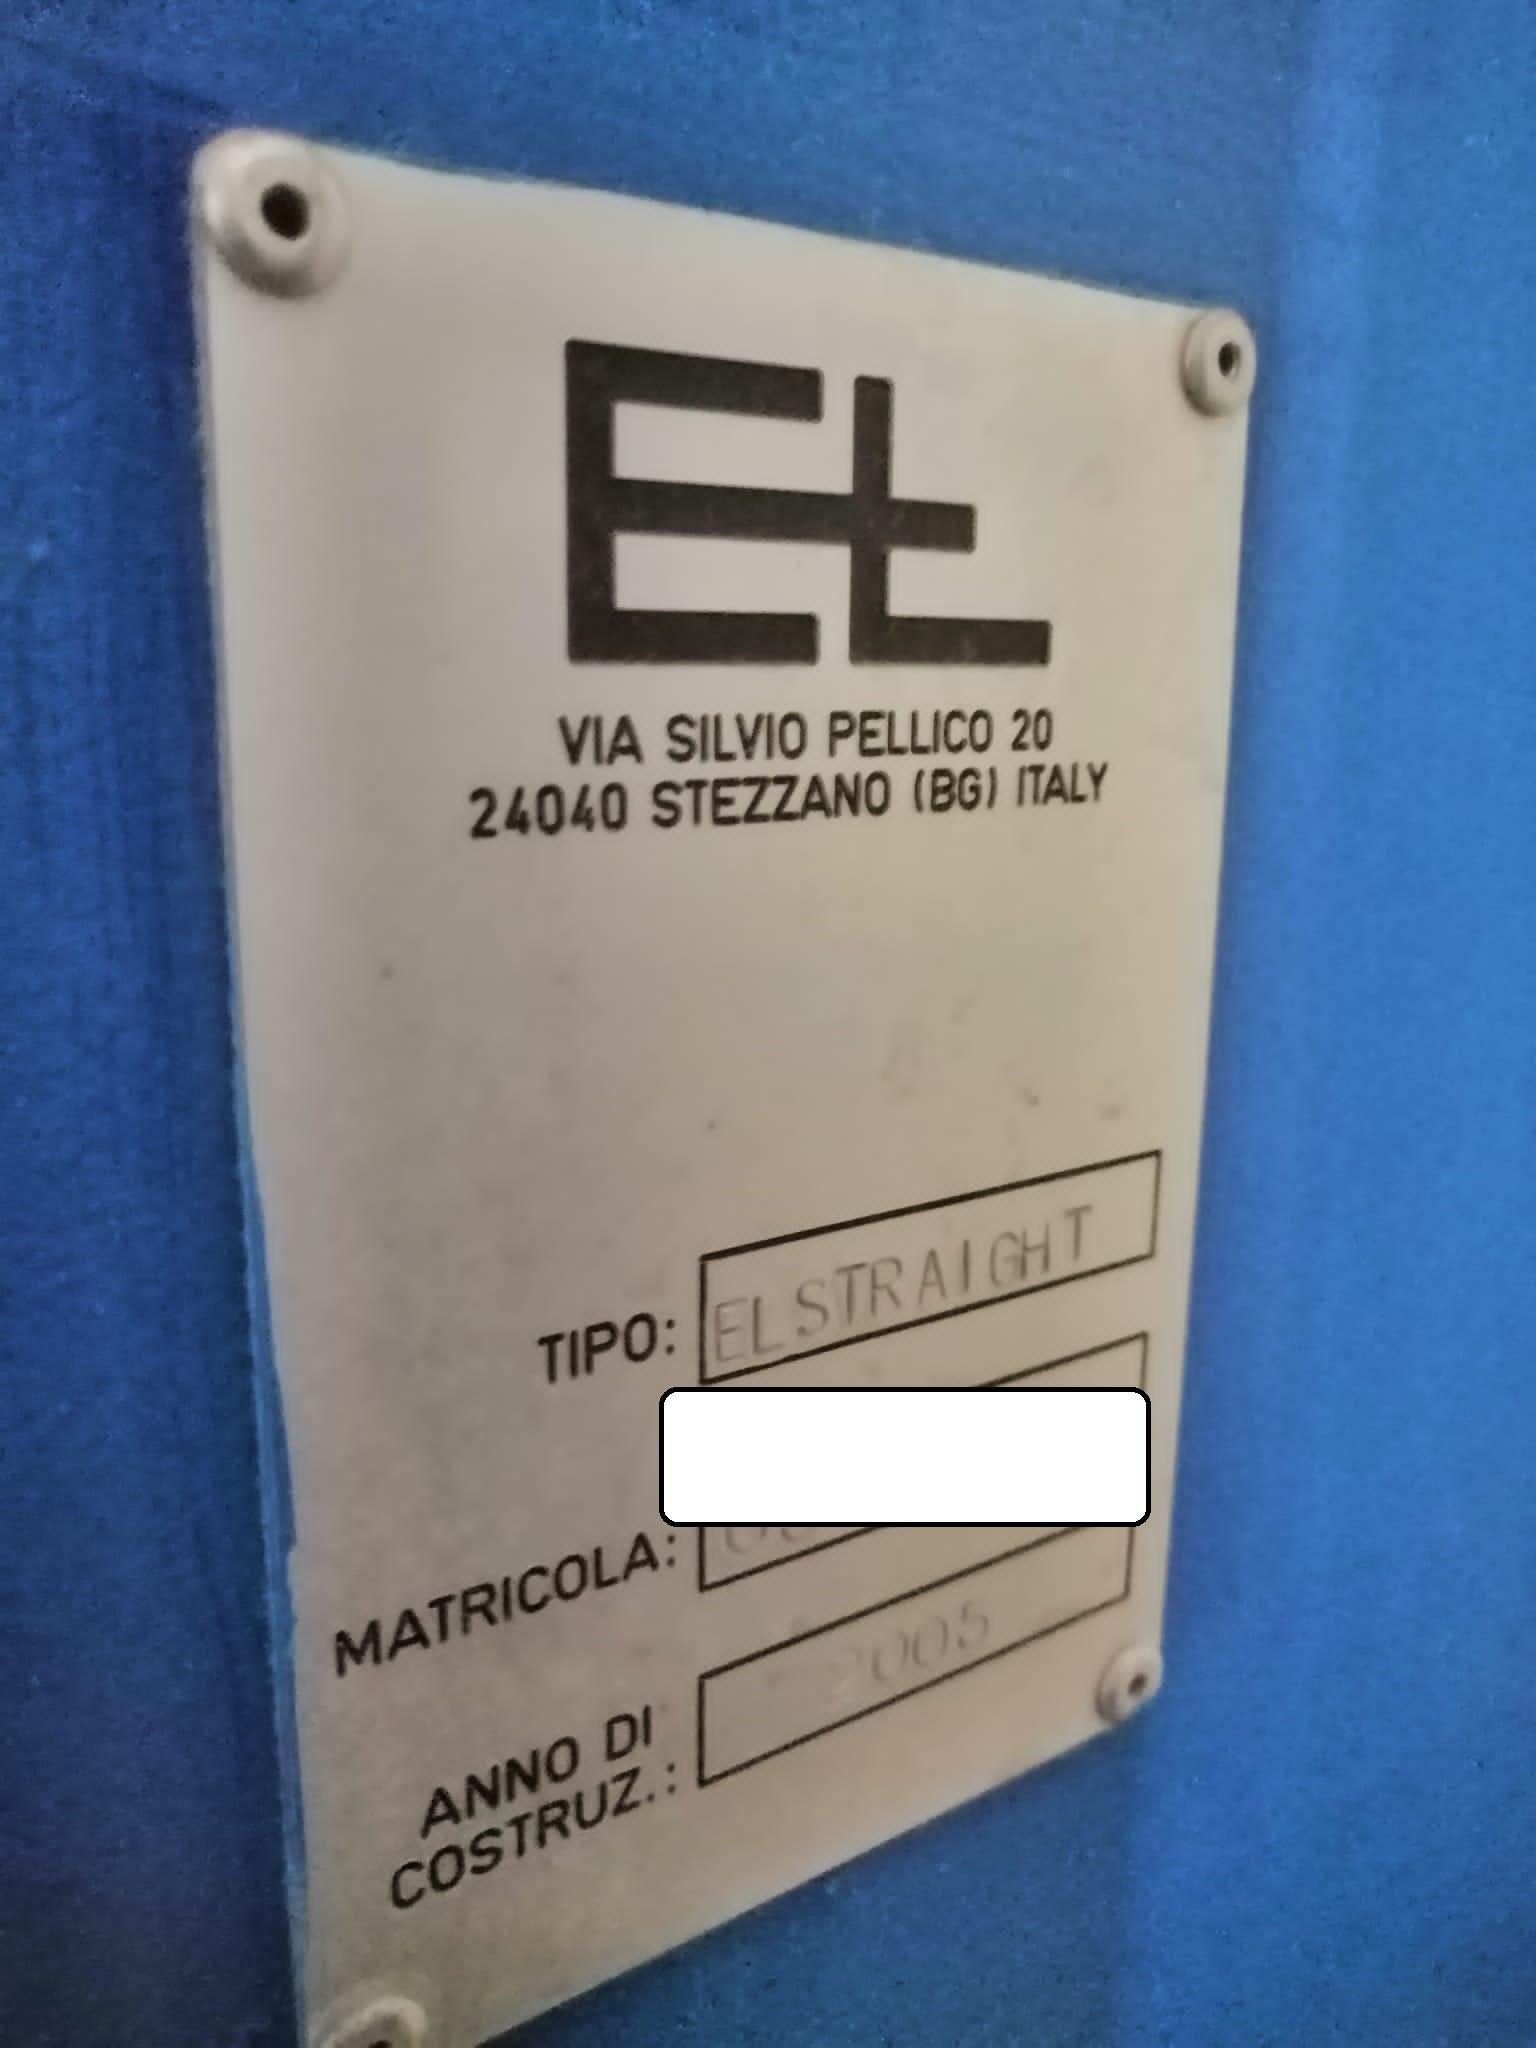 EL
VIA SILVIO PELLICO 20
24040 STEZZANO (BG) ITALY
TIPO: ELSTRAIGHT
MATRICOLA:
ANNO DI
COSTRUZ.: 2005